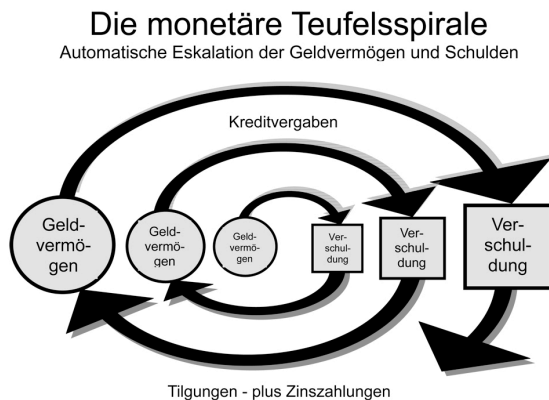 Die monetäre Teufelsspirale
Automatische Eskalation der Geldvermögen und Schulden
Kreditvergaben
Geld-
vermö-
gen
Geld-
vermö-
gen
Geld-
vermö-
gen
Ver-
schul-
dung
Ver-
schul-
dung
Ver-
schul-
dung
Tilgungen - plus Zinszahlungen